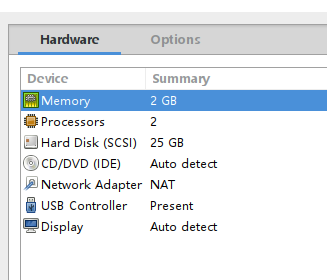 Hardware Options
Device Summary
Memory 2 GB
Processors 2
Hard Disk (SCSI) 25 GB
CD/DVD (IDE) Auto detect
Network Adapter NAT
USB Controller Present
Display Auto detect